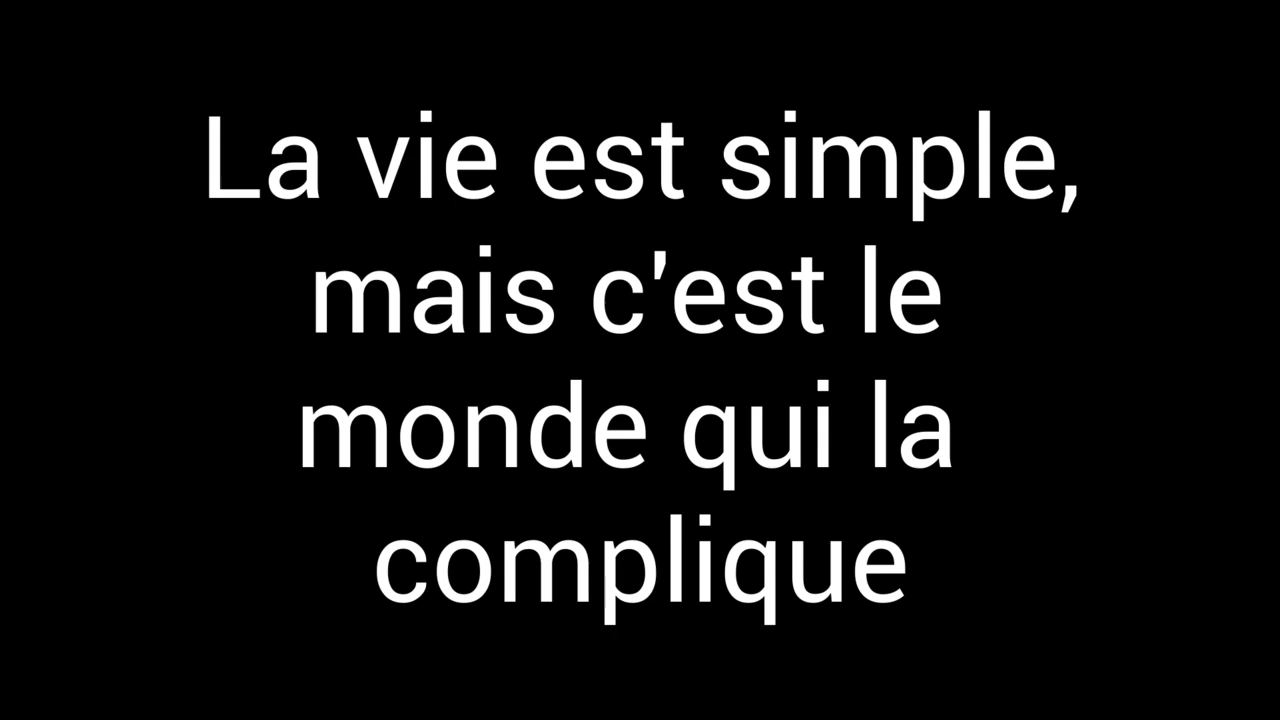 La vie est simple,
mais c'est le
monde qui la
complique